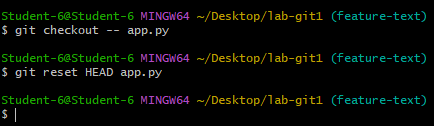 Student-6@Student-6 MINGW64 ~/Desktop/lab-git1 (feature-text)
$ git checkout -- app.py
Student-6@Student-6 MINGW64 ~/Desktop/lab-git1 (feature-text)
$ git reset HEAD app.py
Student-6@Student-6 MINGW64 ~/Desktop/lab-git1 (feature-text)
$